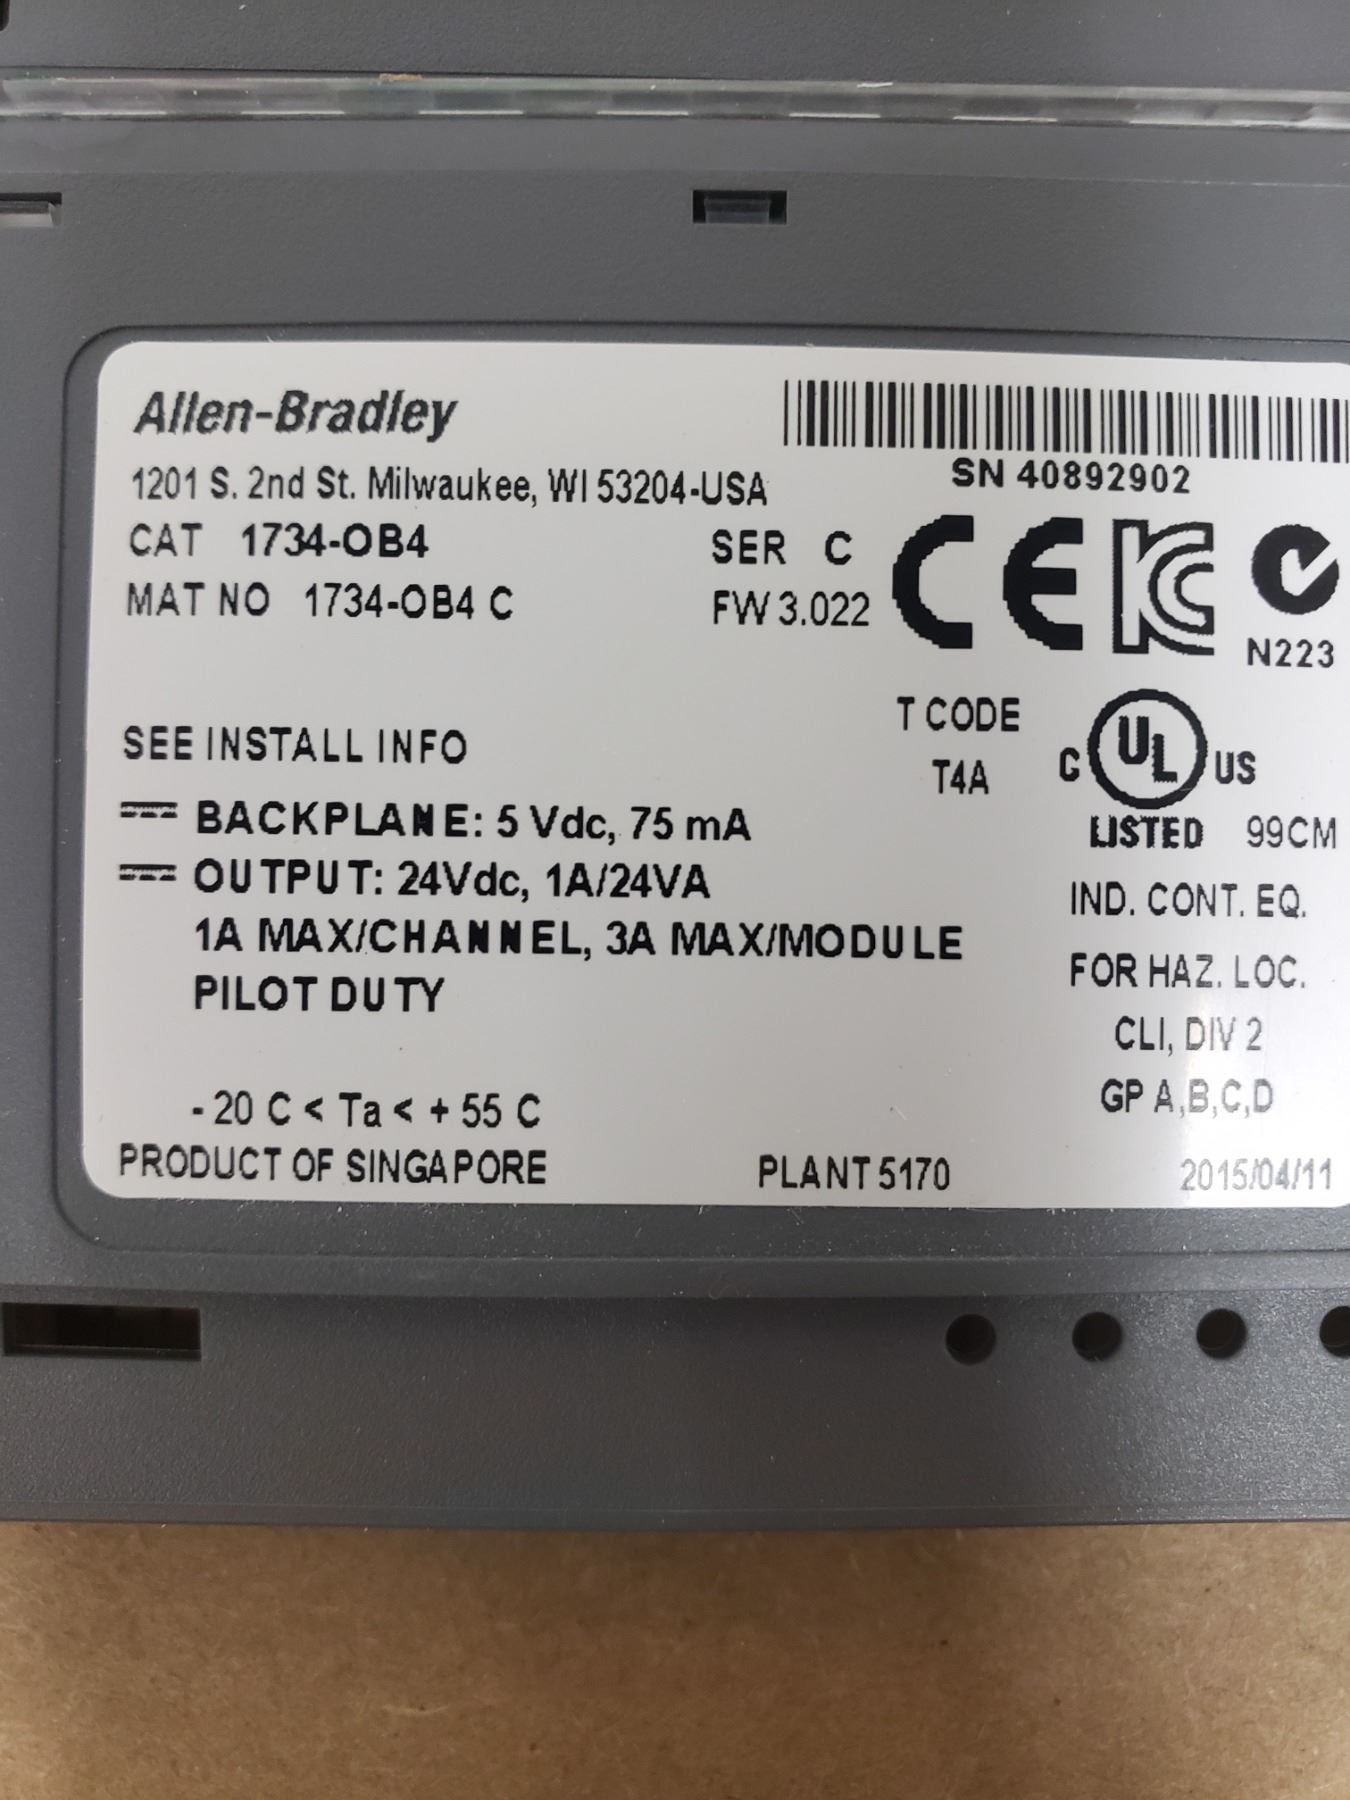 Allen-Bradley
1201 S. 2nd St. Milwaukee, WI 53204-USA
SN 40892902
CAT 1734-OB4
SER C
MAT NO 1734-OB4 C
FW 3.022
CE
KC
N223
SEE INSTALL INFO
T CODE
T4A
C UL US
LISTED 99CM
BACKPLANE: 5 Vdc, 75 mA
OUTPUT: 24Vdc, 1A/24VA
1A MAX/CHANNEL, 3A MAX/MODULE
PILOT DUTY
IND. CONT. EQ.
FOR HAZ. LOC.
CLI, DIV 2
GP A,B,C,D
- 20 C < Ta < + 55 C
PRODUCT OF SINGAPORE
PLANT 5170
2015/04/11